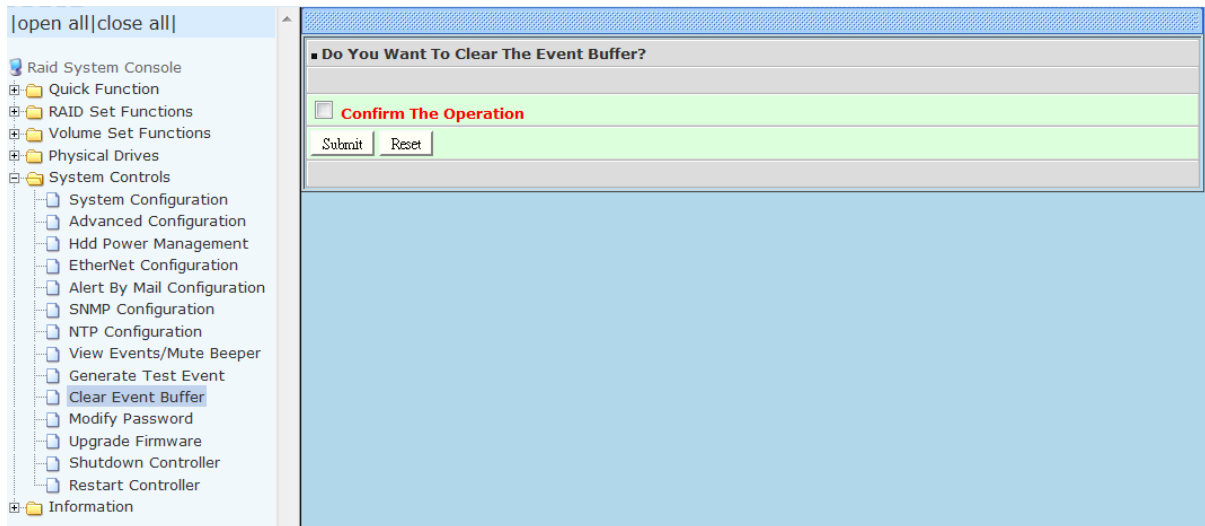 |open all|close all|
Raid System Console
Quick Function
RAID Set Functions
Volume Set Functions
Physical Drives
System Controls
System Configuration
Advanced Configuration
Hdd Power Management
EtherNet Configuration
Alert By Mail Configuration
SNMP Configuration
NTP Configuration
View Events/Mute Beeper
Generate Test Event
Clear Event Buffer
Modify Password
Upgrade Firmware
Shutdown Controller
Restart Controller
Information
Do You Want To Clear The Event Buffer?
Confirm The Operation
Submit Reset